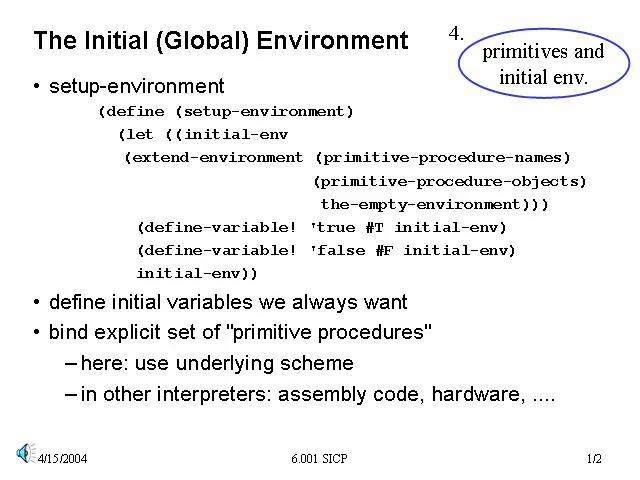 The Initial (Global) Environment
4.
primitives and
initial env.
• setup-environment
(define (setup-environment)
(let ((initial-env
(extend-environment (primitive-procedure-names)
(primitive-procedure-objects)
the-empty-environment)))
(define-variable! 'true #T initial-env)
(define-variable! 'false #F initial-env)
initial-env))
• define initial variables we always want
• bind explicit set of "primitive procedures"
– here: use underlying scheme
– in other interpreters: assembly code, hardware, ....
4/15/2004
6.001 SICP
1/2